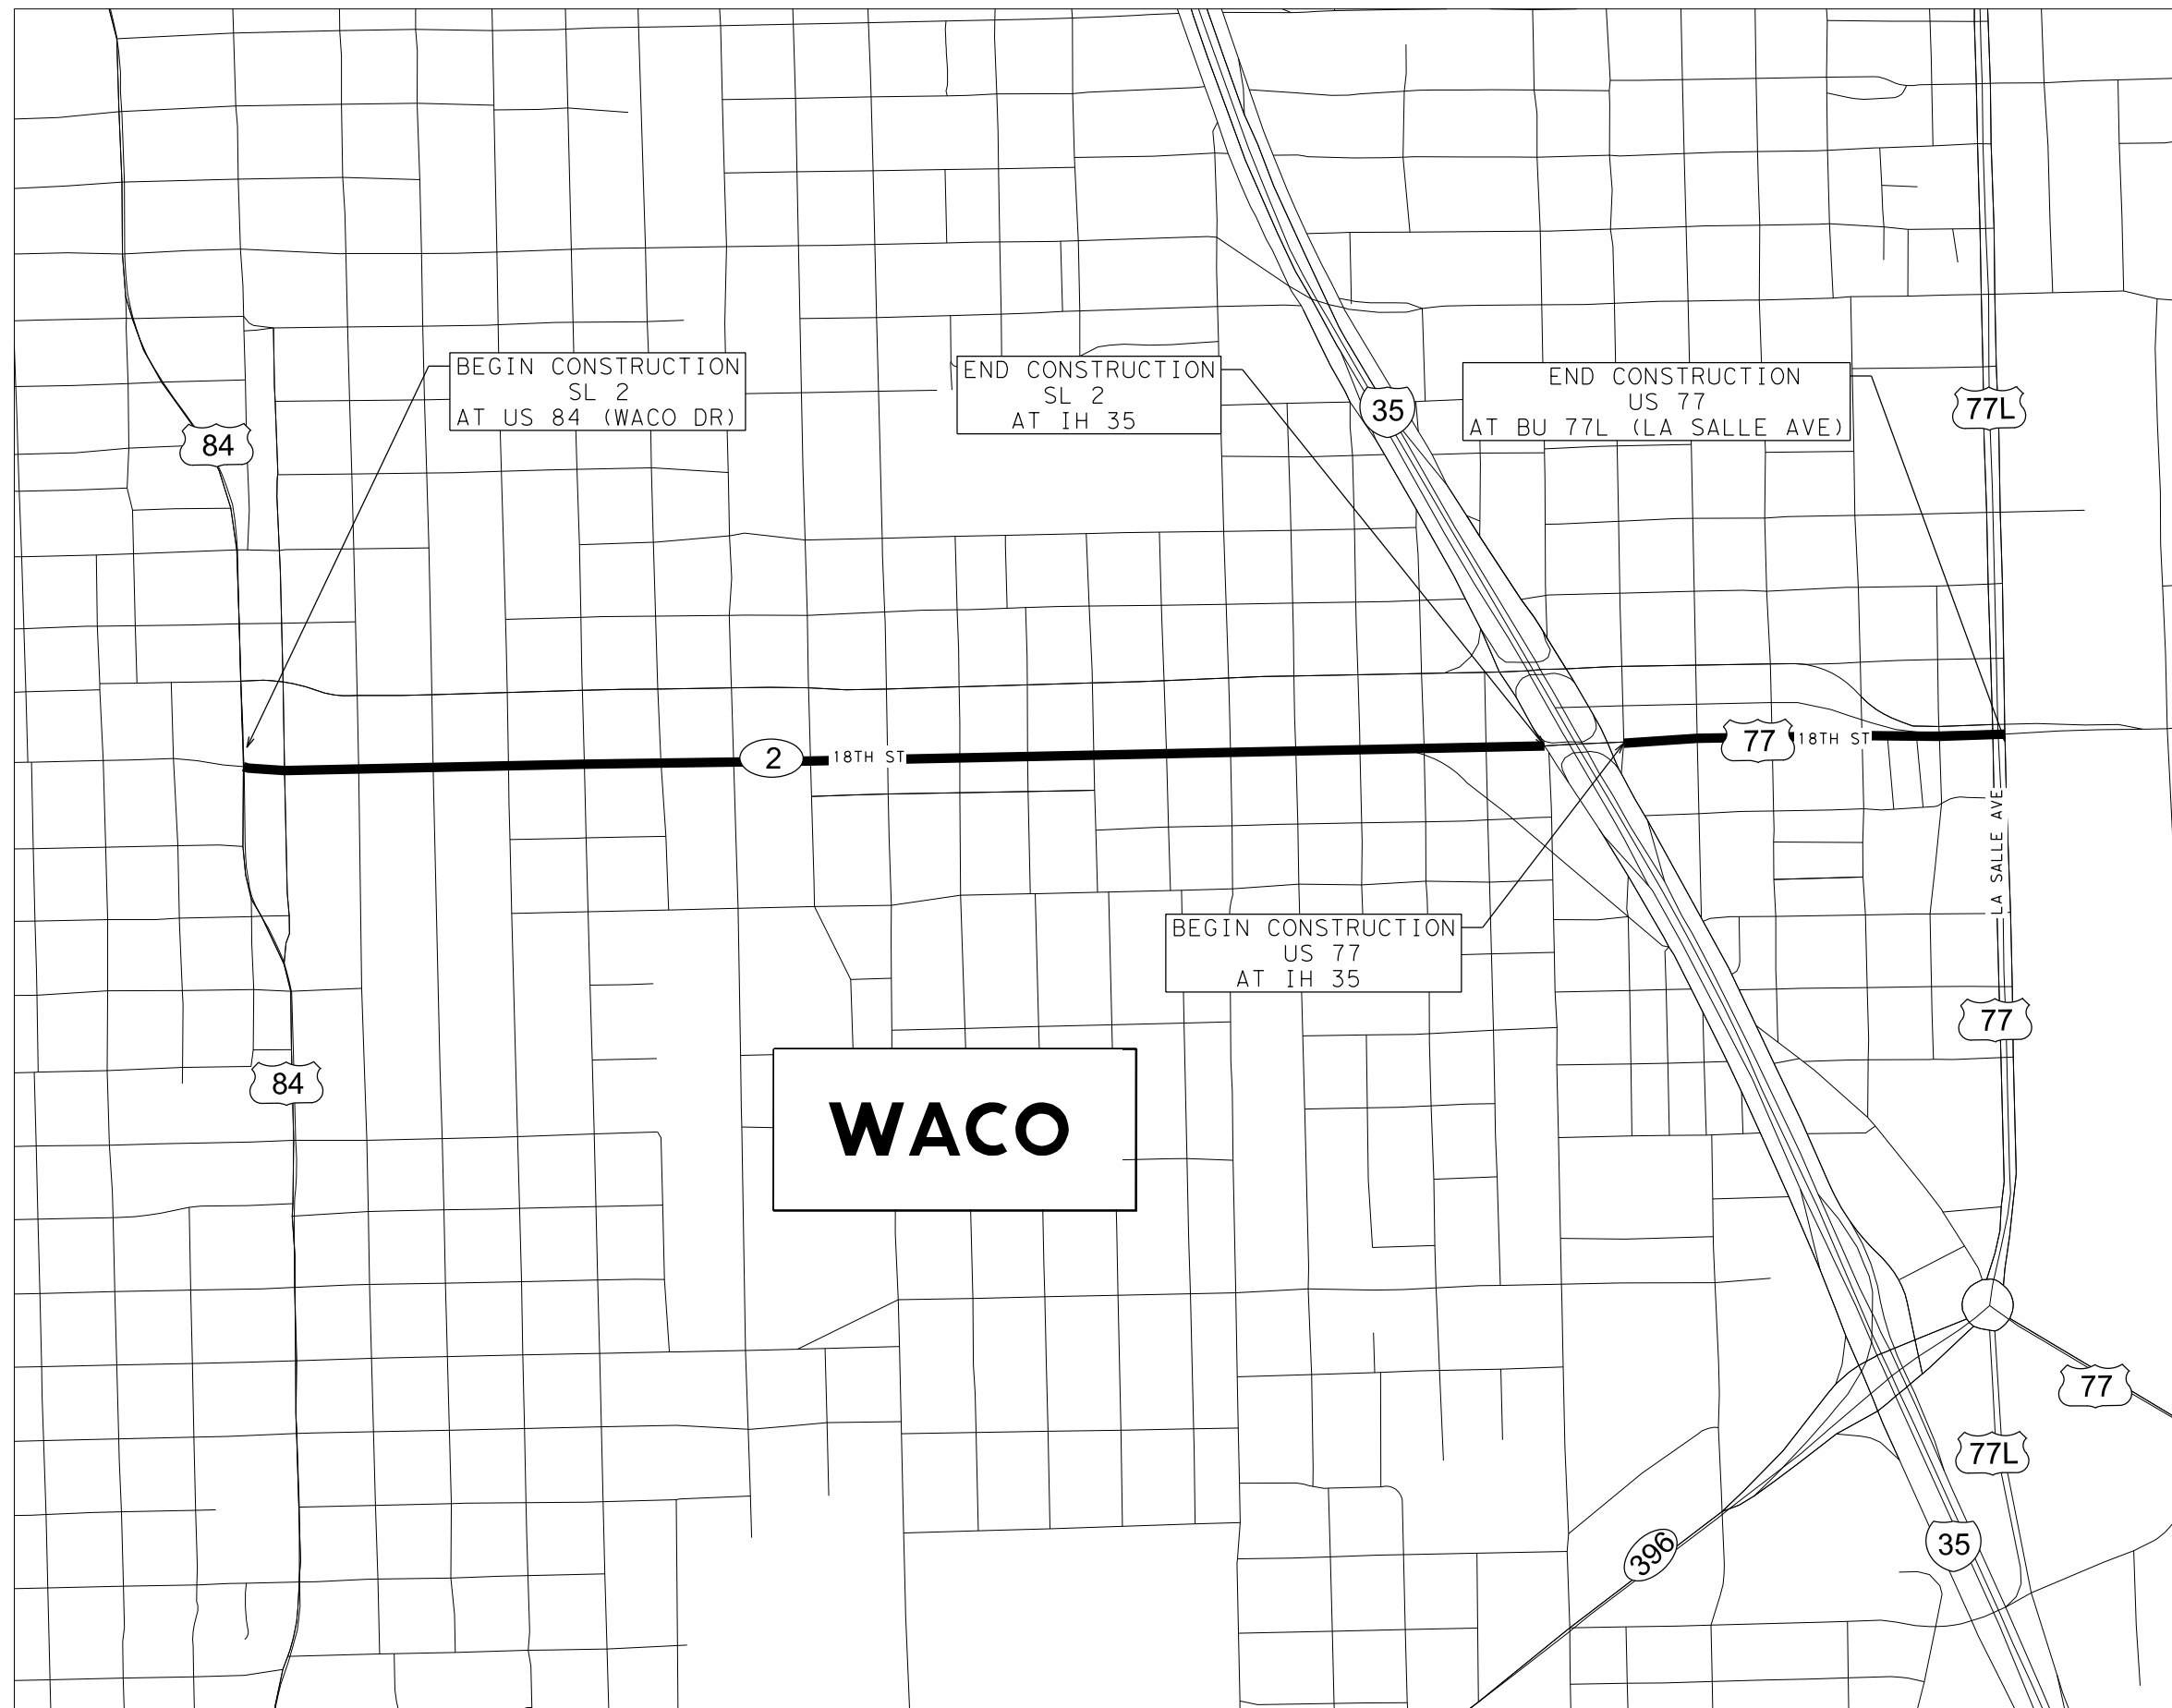 BEGIN CONSTRUCTION
SL 2
AT US 84 (WACO DR)
END CONSTRUCTION
SL 2
AT IH 35
END CONSTRUCTION
US 77
AT BU 77L (LA SALLE AVE)
35
77L
84
2
18TH ST
77
18TH ST
LA SALLE AVE
BEGIN CONSTRUCTION
US 77
AT IH 35
77
84
WACO
77
77L
35
396